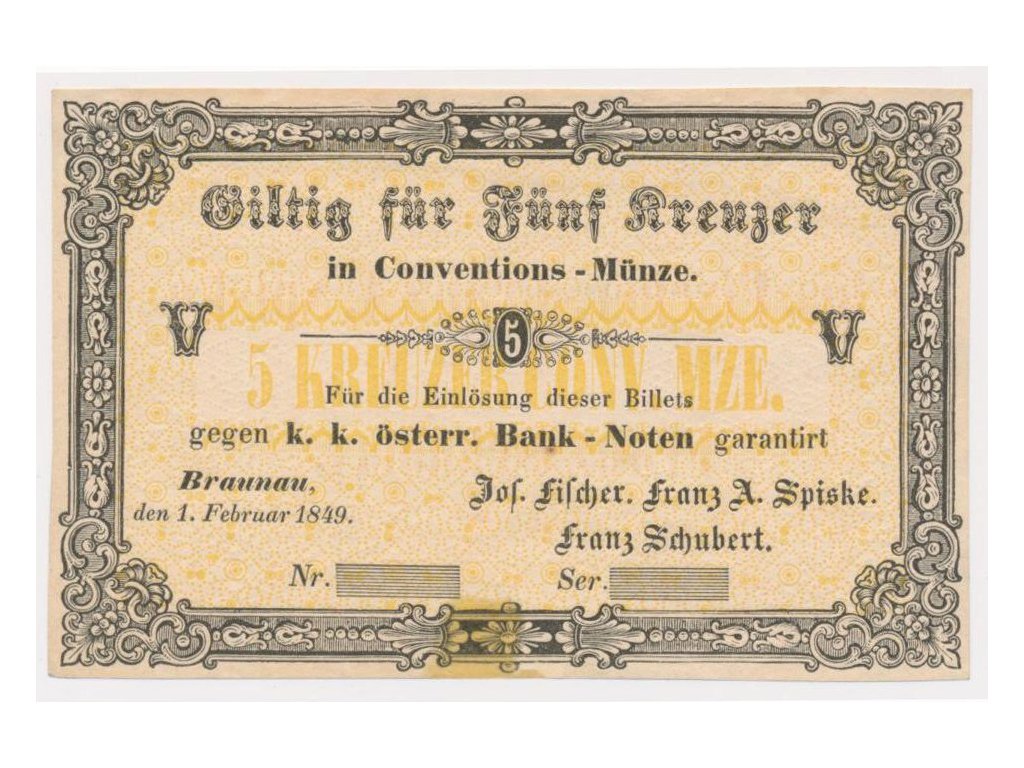 Giltig für Fünf Kreuzer
in Conventions-Münze.
V 5 V
5 KREUZER CONV. MZE.
Für die Einlösung dieser Billets
gegen k. k. österr. Bank-Noten garantirt
Braunau,
den 1. Februar 1849.
Jos. Fischer. Franz A. Spiske.
Franz Schubert.
Nr. Ser.